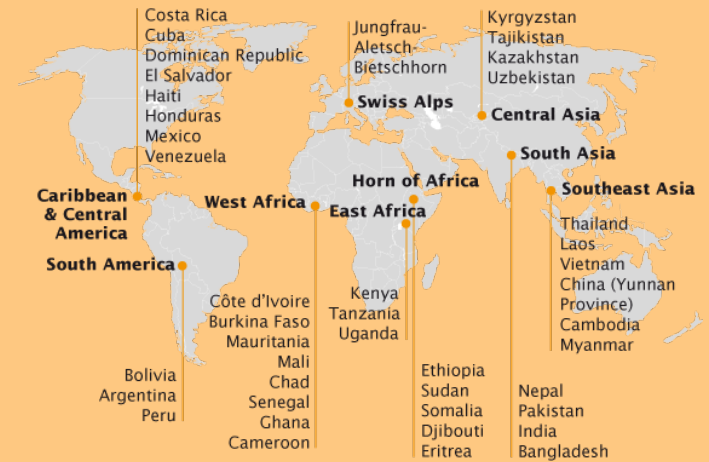 Costa Rica
Cuba
Dominican Republic
El Salvador
Haiti
Honduras
Mexico
Venezuela
Caribbean
& Central
America
Jungfrau-
Aletsch-
Bietschhorn
Swiss Alps
Kyrgyzstan
Tajikistan
Kazakhstan
Uzbekistan
Central Asia
South Asia
Horn of Africa
West Africa
East Africa
Southeast Asia
Thailand
Laos
Vietnam
China (Yunnan
Province)
Cambodia
Myanmar
South America
Bolivia
Argentina
Peru
Côte d’Ivoire
Burkina Faso
Mauritania
Mali
Chad
Senegal
Ghana
Cameroon
Kenya
Tanzania
Uganda
Ethiopia
Sudan
Somalia
Djibouti
Eritrea
Nepal
Pakistan
India
Bangladesh